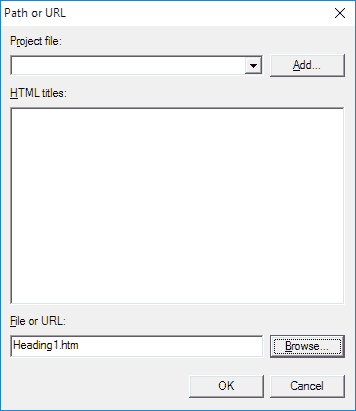 Path or URL
Project file:
Add...
HTML titles:
File or URL:
Heading1.htm
Browse...
OK
Cancel